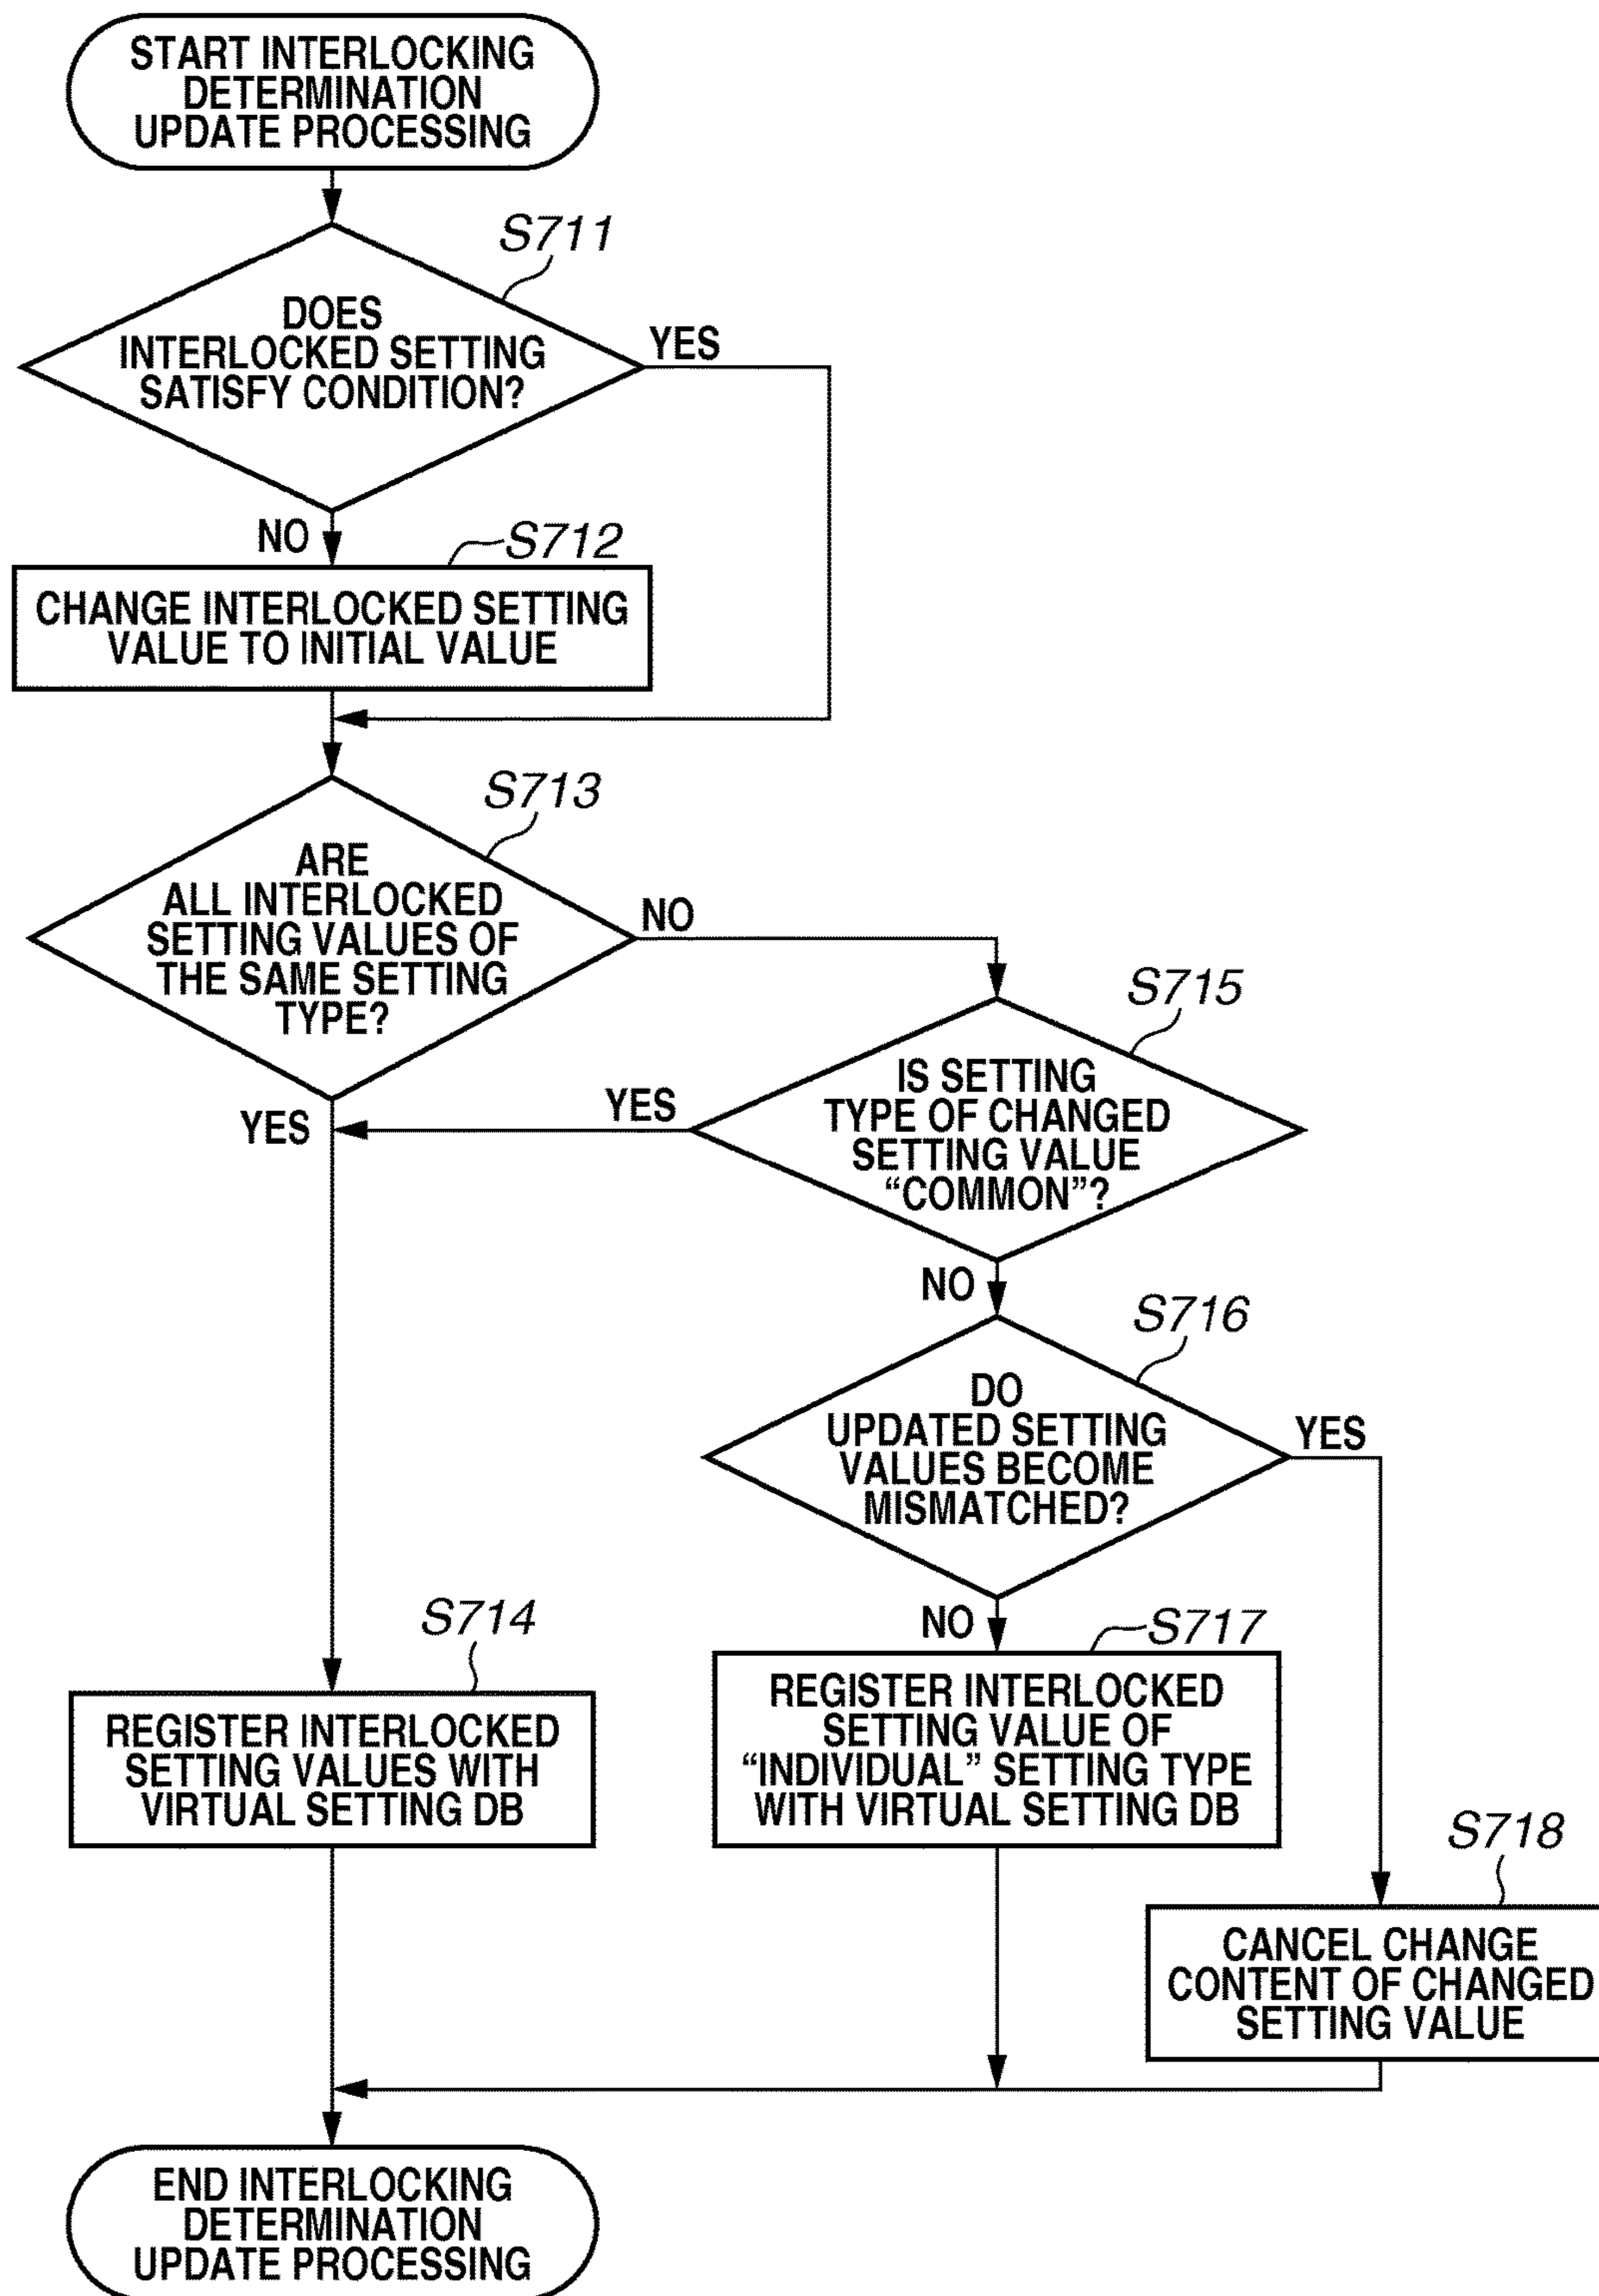 START INTERLOCKING
DETERMINATION
UPDATE PROCESSING
S711
DOES
INTERLOCKED SETTING
SATISFY CONDITION?
YES
NO
S712
CHANGE INTERLOCKED SETTING
VALUE TO INITIAL VALUE
S713
ARE
ALL INTERLOCKED
SETTING VALUES OF
THE SAME SETTING
TYPE?
NO
YES
S715
IS SETTING
TYPE OF CHANGED
SETTING VALUE
“COMMON”?
YES
NO
S716
DO
UPDATED SETTING
VALUES BECOME
MISMATCHED?
YES
NO
S714
REGISTER INTERLOCKED
SETTING VALUES WITH
VIRTUAL SETTING DB
S717
REGISTER INTERLOCKED
SETTING VALUE OF
“INDIVIDUAL” SETTING TYPE
WITH VIRTUAL SETTING DB
S718
CANCEL CHANGE
CONTENT OF CHANGED
SETTING VALUE
END INTERLOCKING
DETERMINATION
UPDATE PROCESSING